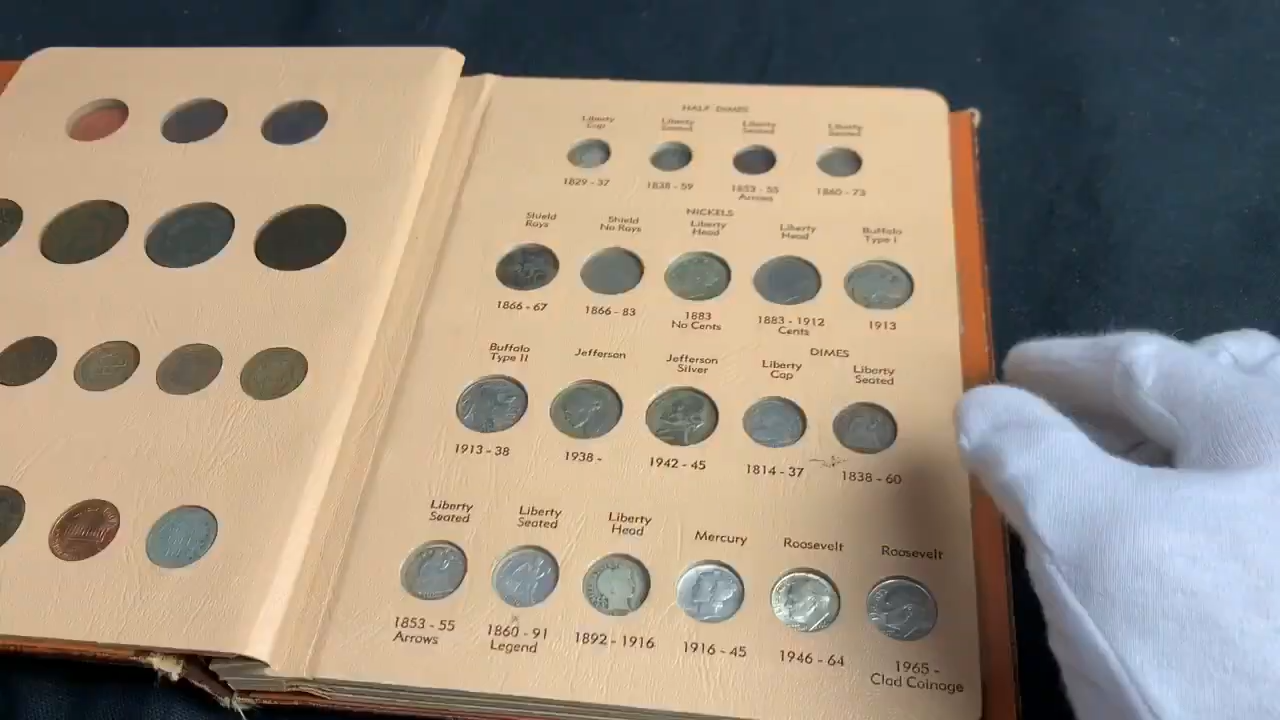 HALF DIMES
Liberty
Cap
Liberty
Seated
Liberty
Seated
Liberty
Seated
1829 - 37
1838 - 59
1853 - 55
Arrows
1860 - 73
NICKELS
Shield
Rays
Shield
No Rays
Liberty
Head
Liberty
Head
Buffalo
Type I
1866 - 67
1866 - 83
1883
No Cents
1883 - 1912
Cents
1913
DIMES
Buffalo
Type II
Jefferson
Jefferson
Silver
Liberty
Cap
Liberty
Seated
1913 - 38
1938 -
1942 - 45
1814 - 37
1838 - 60
Liberty
Seated
Liberty
Seated
Liberty
Head
Mercury
Roosevelt
Roosevelt
1853 - 55
Arrows
1860 - 91
Legend
1892 - 1916
1916 - 45
1946 - 64
1965 -
Clad Coinage